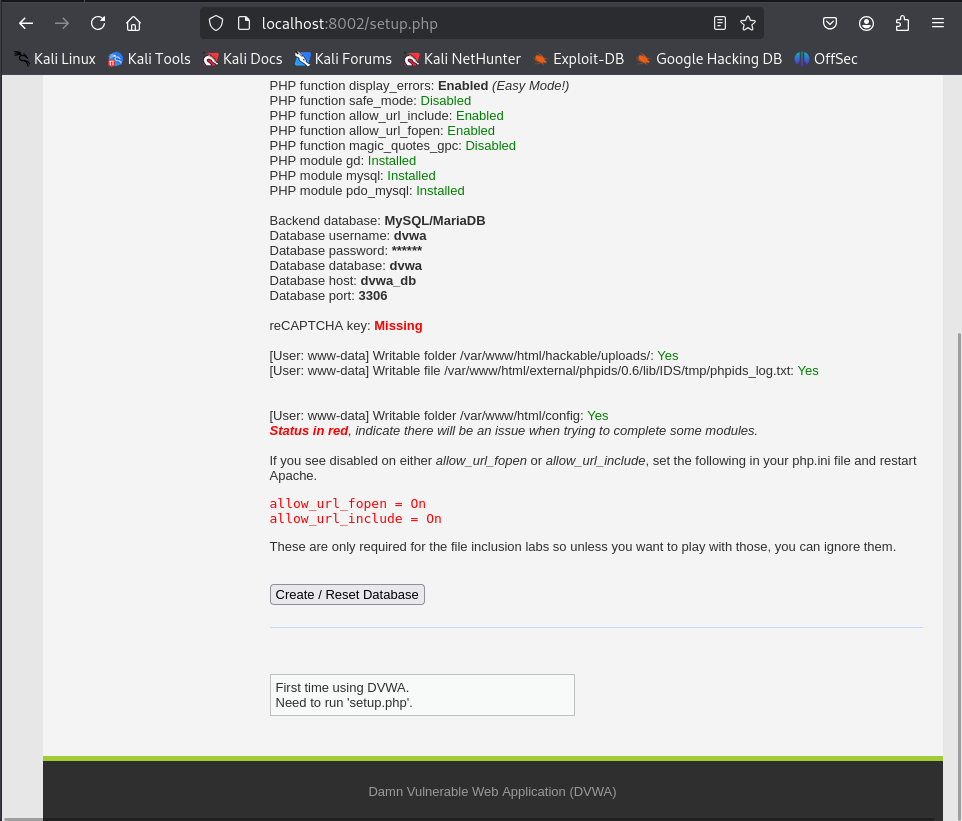 localhost:8002/setup.php
Kali Linux Kali Tools Kali Docs Kali Forums Kali NetHunter Exploit-DB Google Hacking DB OffSec
PHP function display_errors: Enabled (Easy Mode!)
PHP function safe_mode: Disabled
PHP function allow_url_include: Enabled
PHP function allow_url_fopen: Enabled
PHP function magic_quotes_gpc: Disabled
PHP module gd: Installed
PHP module mysql: Installed
PHP module pdo_mysql: Installed
Backend database: MySQL/MariaDB
Database username: dvwa
Database password: ******
Database database: dvwa
Database host: dvwa_db
Database port: 3306
reCAPTCHA key: Missing
[User: www-data] Writable folder /var/www/html/hackable/uploads/: Yes
[User: www-data] Writable file /var/www/html/external/phpids/0.6/lib/IDS/tmp/phpids_log.txt: Yes
[User: www-data] Writable folder /var/www/html/config: Yes
Status in red, indicate there will be an issue when trying to complete some modules.
If you see disabled on either allow_url_fopen or allow_url_include, set the following in your php.ini file and restart
Apache.
allow_url_fopen = On
allow_url_include = On
These are only required for the file inclusion labs so unless you want to play with those, you can ignore them.
Create / Reset Database
First time using DVWA.
Need to run 'setup.php'.
Damn Vulnerable Web Application (DVWA)